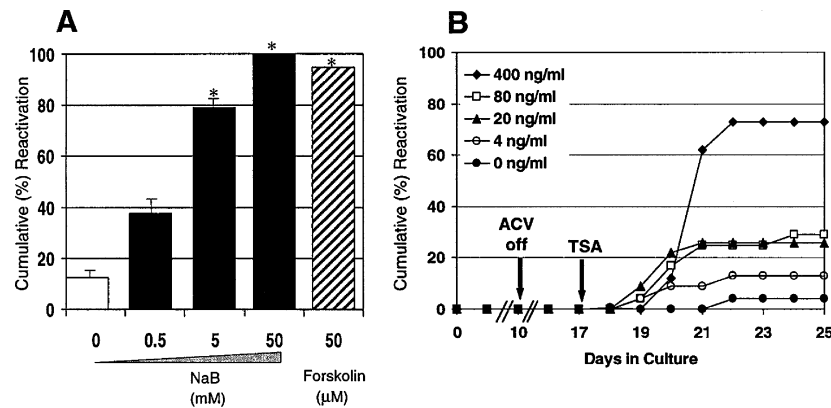 A
Cumulative (%) Reactivation
100
80
60
40
20
0
*
*
*
0 0.5 5 50 50
NaB
(mM)
Forskolin
(µM)
B
Cumulative (%) Reactivation
100
80
60
40
20
0
400 ng/ml
80 ng/ml
20 ng/ml
4 ng/ml
0 ng/ml
ACV
off
TSA
0 10 17 19 21 23 25
Days in Culture